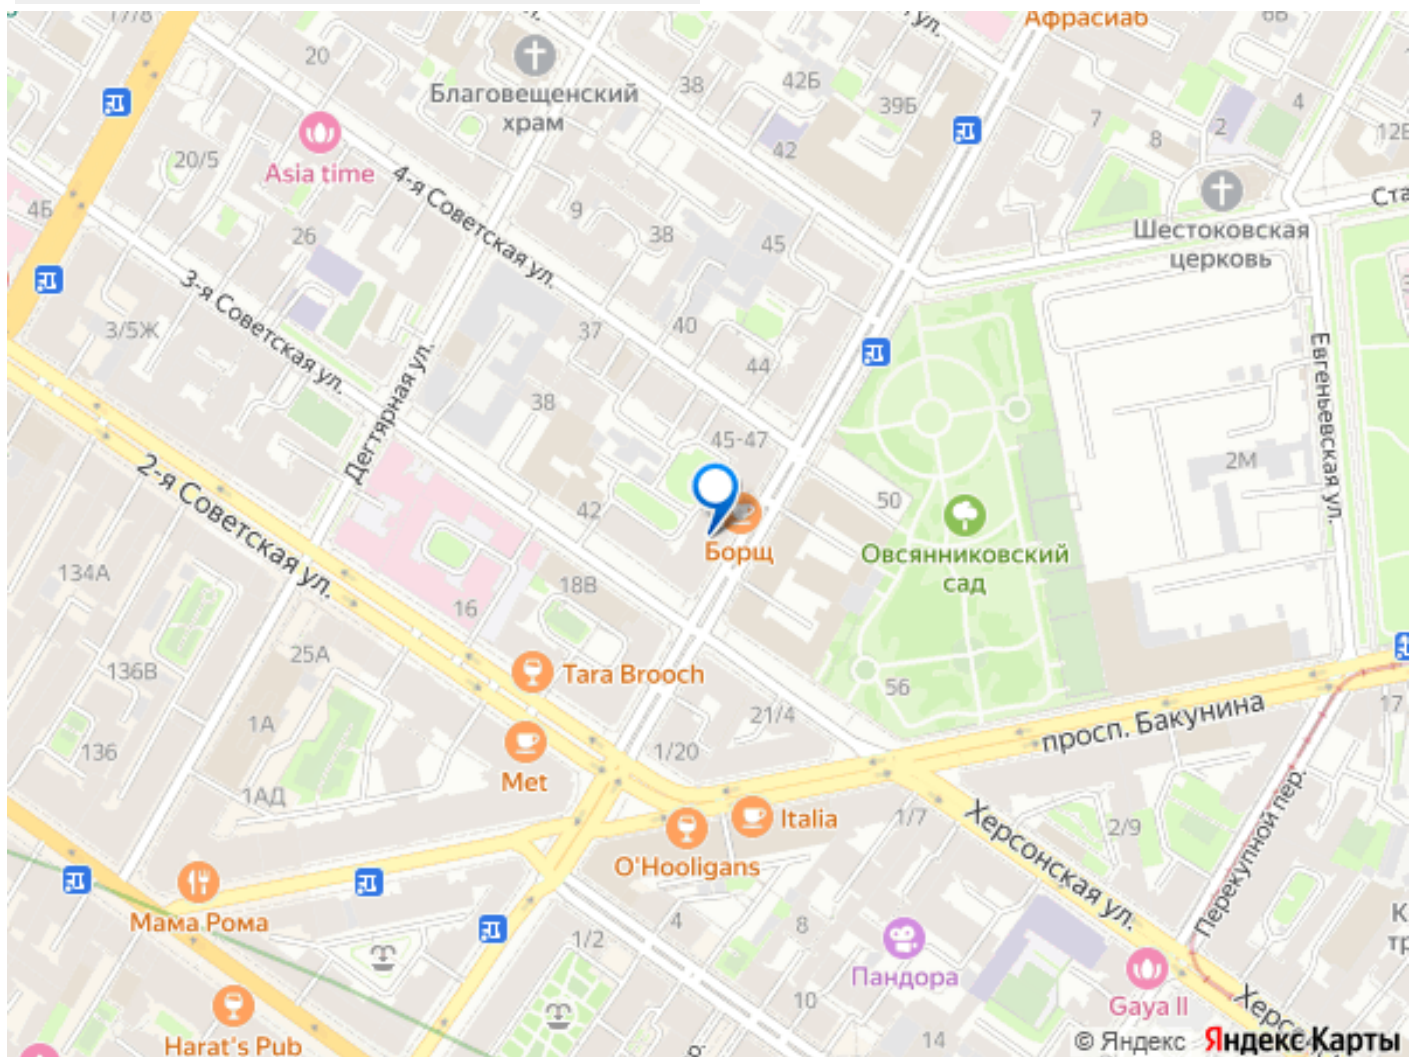 17/8
ул.
Афрасиаб
6В
20
Благовещенский
храм
38
42Б
39Б
4
7
2
8
12Е
42
20/5
Asia time
4-я Советская ул.
9
Ста
4Б
26
38
45
Шестоковская
церковь
3-я Советская ул.
3/5Ж
37
40
44
Евгеньевская ул.
Дегтярная ул.
38
45-47
2М
2-я Советская ул.
42
50
Борщ
Овсянниковский
сад
134А
18В
16
25А
136В
Tara Brooch
56
1А
21/4
17
136
1/20
просп. Бакунина
Met
1АД
Italia
1/7
2/9
Херсонская ул.
Перекупной пер.
O'Hooligans
Мама Рома
4
8
К
тр
1/2
Пандора
10
Gaya II
Херс
14
Harat's Pub
© Яндекс Яндекс Карты